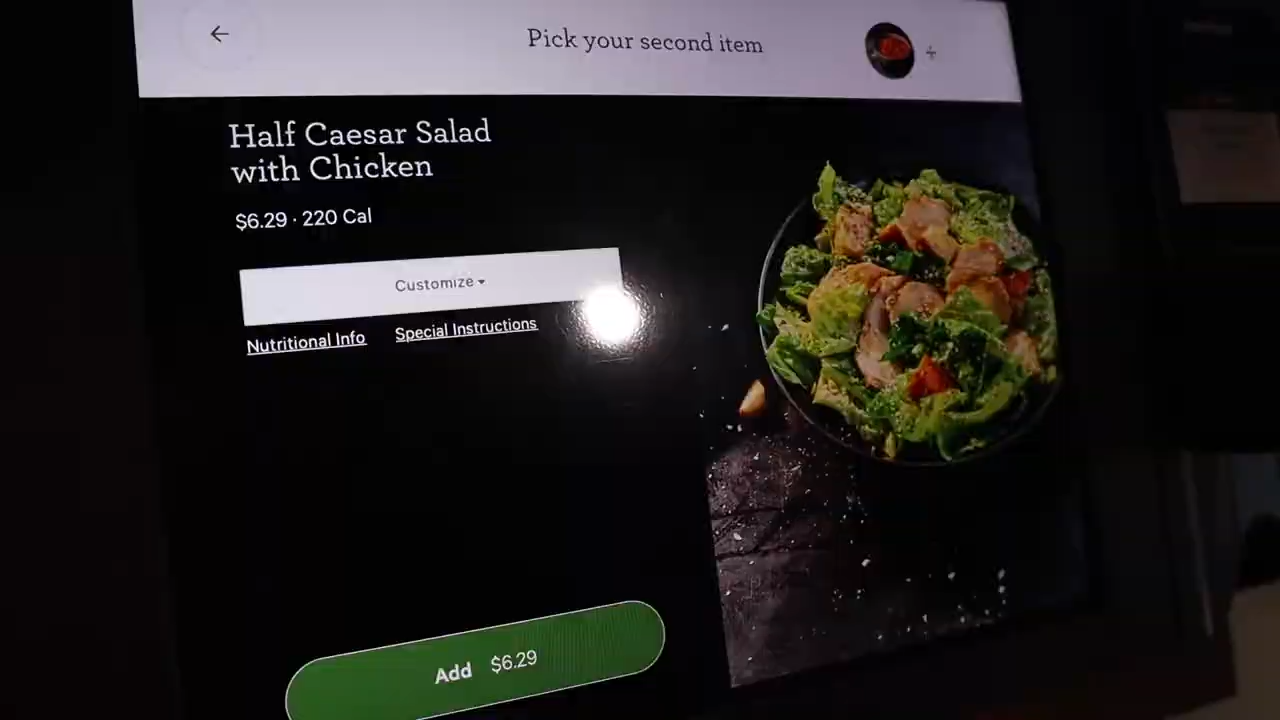 Pick your second item
Half Caesar Salad
with Chicken
$6.29 · 220 Cal
Customize
Nutritional Info
Special Instructions
Add $6.29